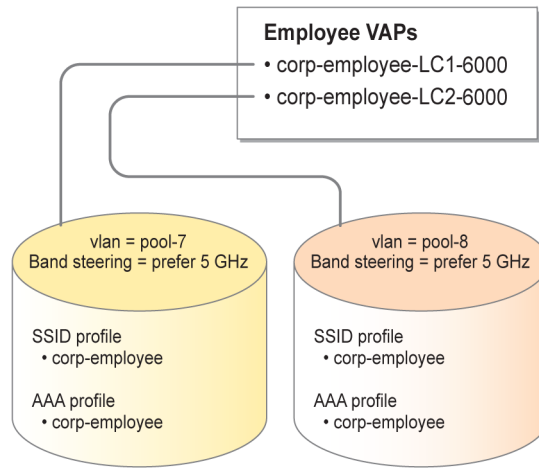 Employee VAPs
• corp-employee-LC1-6000
• corp-employee-LC2-6000
vlan = pool-7
Band steering = prefer 5 GHz
SSID profile
• corp-employee
AAA profile
• corp-employee
vlan = pool-8
Band steering = prefer 5 GHz
SSID profile
• corp-employee
AAA profile
• corp-employee